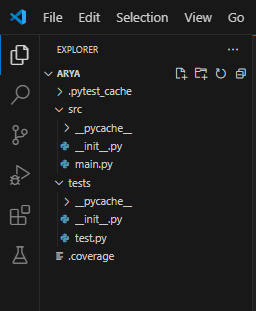 File Edit Selection View Go
EXPLORER ...
ARYA
.pytest_cache
src
__pycache__
__init__.py
main.py
tests
__pycache__
__init__.py
test.py
.coverage